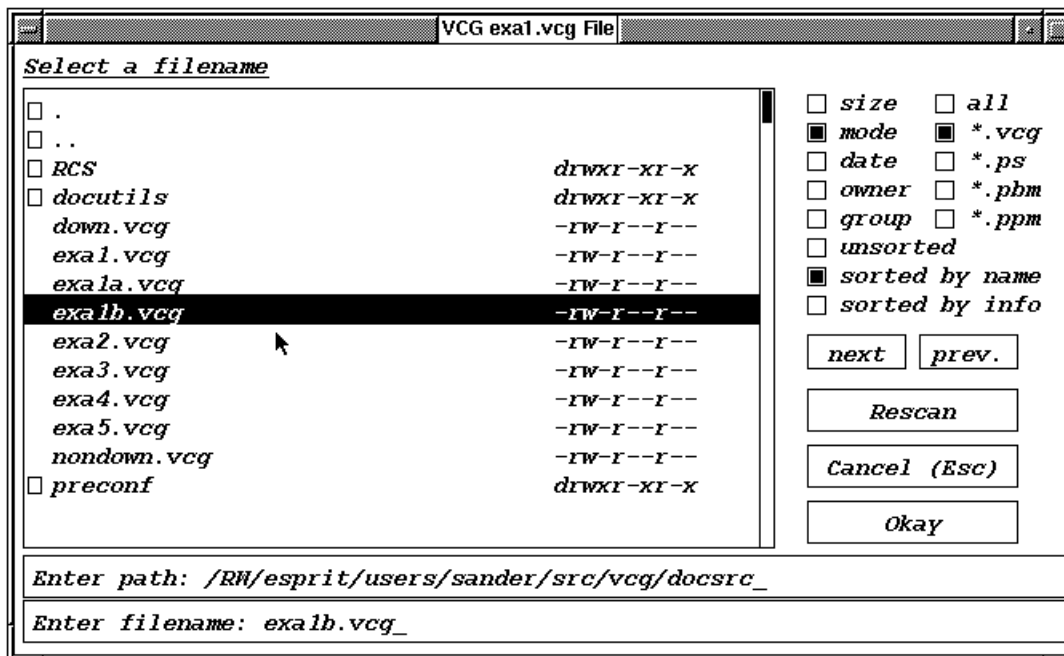 VCG exa1.vcg File
Select a filename
.
..
RCS drwxr-xr-x
docutils drwxr-xr-x
down.vcg -rw-r--r--
exa1.vcg -rw-r--r--
exa1a.vcg -rw-r--r--
exa1b.vcg -rw-r--r--
exa2.vcg -rw-r--r--
exa3.vcg -rw-r--r--
exa4.vcg -rw-r--r--
exa5.vcg -rw-r--r--
nondown.vcg -rw-r--r--
preconf drwxr-xr-x
size all
mode *.vcg
date *.ps
owner *.pbm
group *.ppm
unsorted
sorted by name
sorted by info
next prev.
Rescan
Cancel (Esc)
Okay
Enter path: /RW/esprit/users/sander/src/vcg/docsrc_
Enter filename: exa1b.vcg_